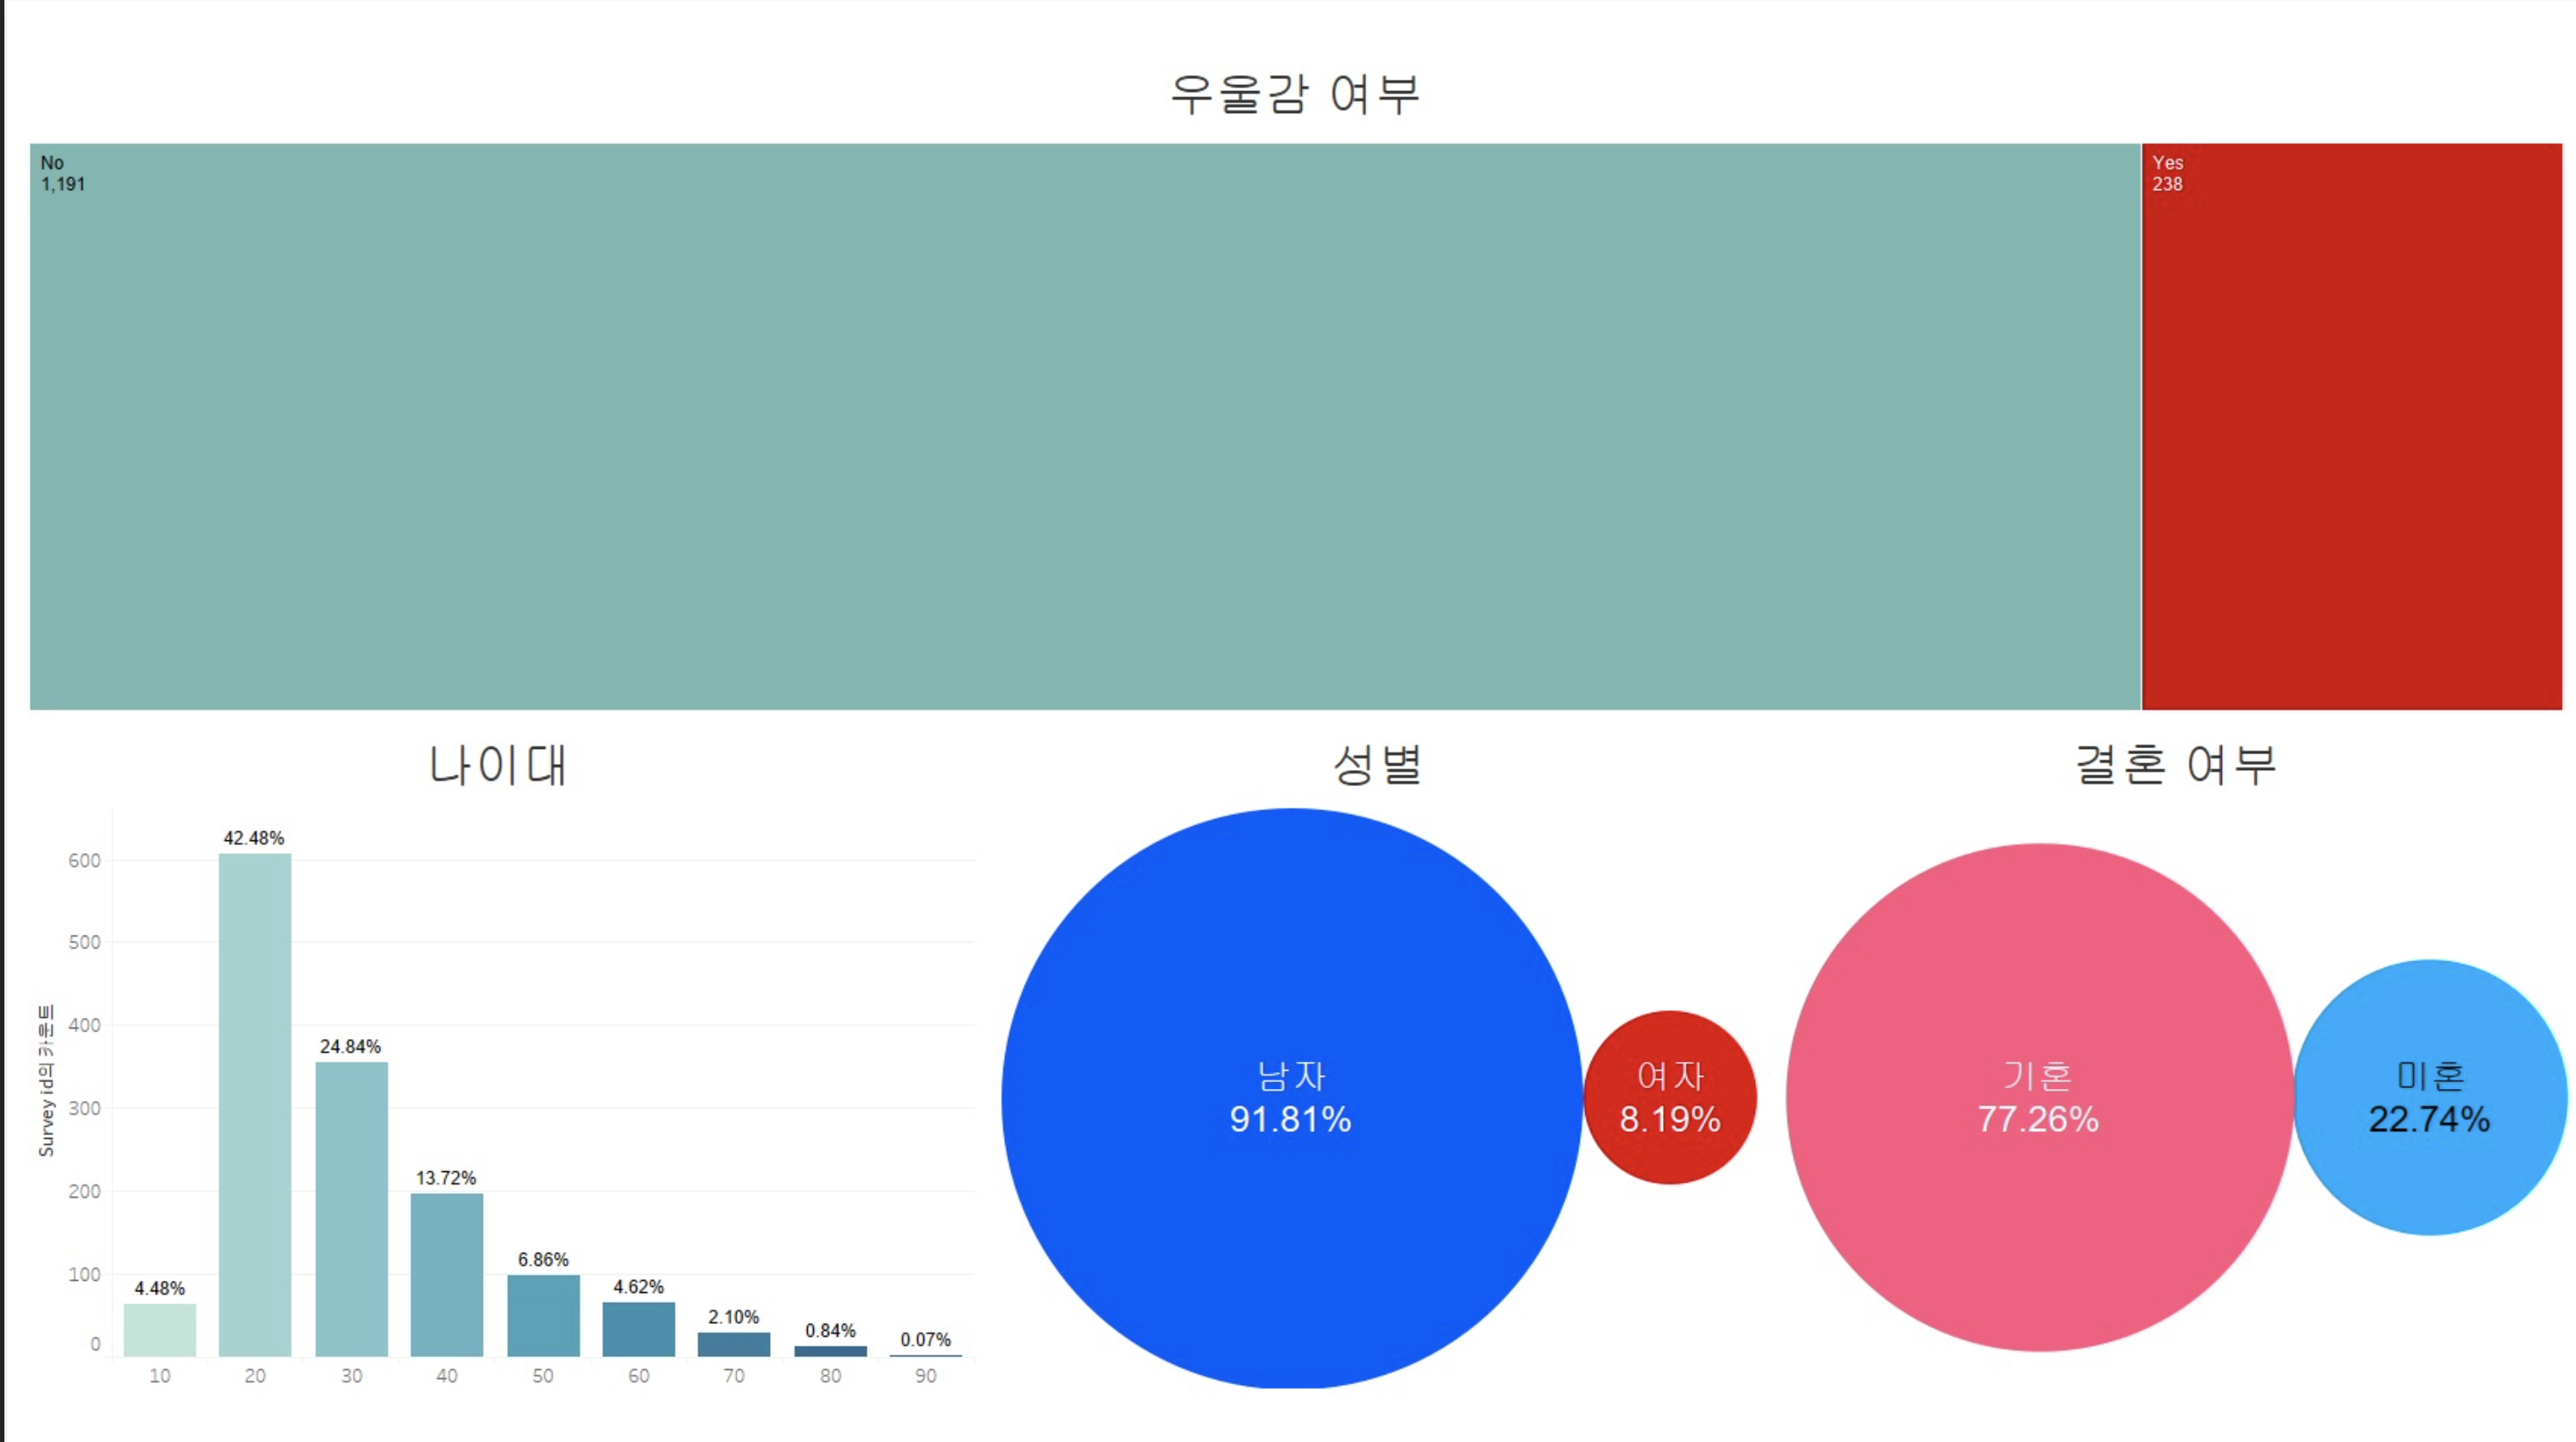 우울감 여부
No
1,191
Yes
238
나이대
Survey id의 카운트
600
500
400
300
200
100
0
4.48%
42.48%
24.84%
13.72%
6.86%
4.62%
2.10%
0.84%
0.07%
10 20 30 40 50 60 70 80 90
성별
남자
91.81%
여자
8.19%
결혼 여부
기혼
77.26%
미혼
22.74%